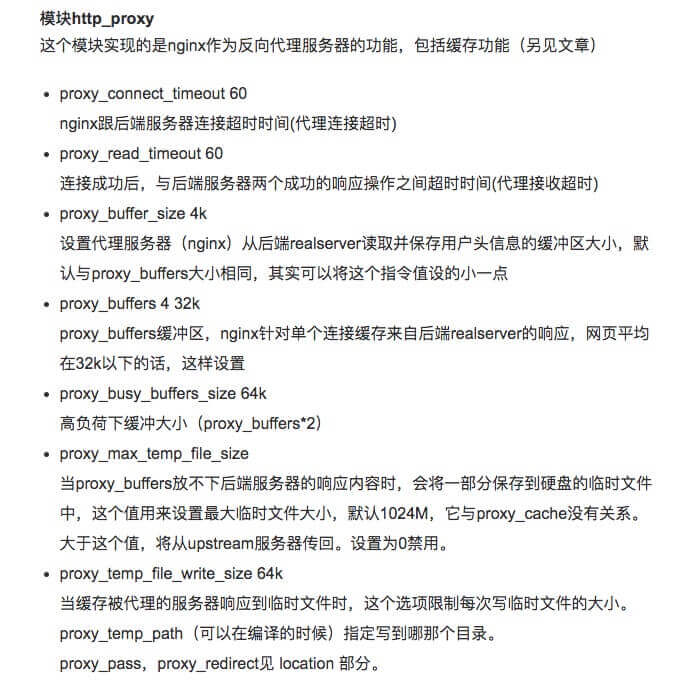 模块http_proxy
这个模块实现的是nginx作为反向代理服务器的功能，包括缓存功能（另见文章）
• proxy_connect_timeout 60
nginx跟后端服务器连接超时时间(代理连接超时)
• proxy_read_timeout 60
连接成功后，与后端服务器两个成功的响应操作之间超时时间(代理接收超时)
• proxy_buffer_size 4k
设置代理服务器（nginx）从后端realserver读取并保存用户头信息的缓冲区大小，默
认与proxy_buffers大小相同，其实可以将这个指令值设的小一点
• proxy_buffers 4 32k
proxy_buffers缓冲区，nginx针对单个连接缓存来自后端realserver的响应，网页平均
在32k以下的话，这样设置
• proxy_busy_buffers_size 64k
高负荷下缓冲大小（proxy_buffers*2）
• proxy_max_temp_file_size
当proxy_buffers放不下后端服务器的响应内容时，会将一部分保存到硬盘的临时文件
中，这个值用来设置最大临时文件大小，默认1024M，它与proxy_cache没有关系。
大于这个值，将从upstream服务器传回。设置为0禁用。
• proxy_temp_file_write_size 64k
当缓存被代理的服务器响应到临时文件时，这个选项限制每次写临时文件的大小。
proxy_temp_path（可以在编译的时候）指定写到哪那个目录。
proxy_pass，proxy_redirect见 location 部分。